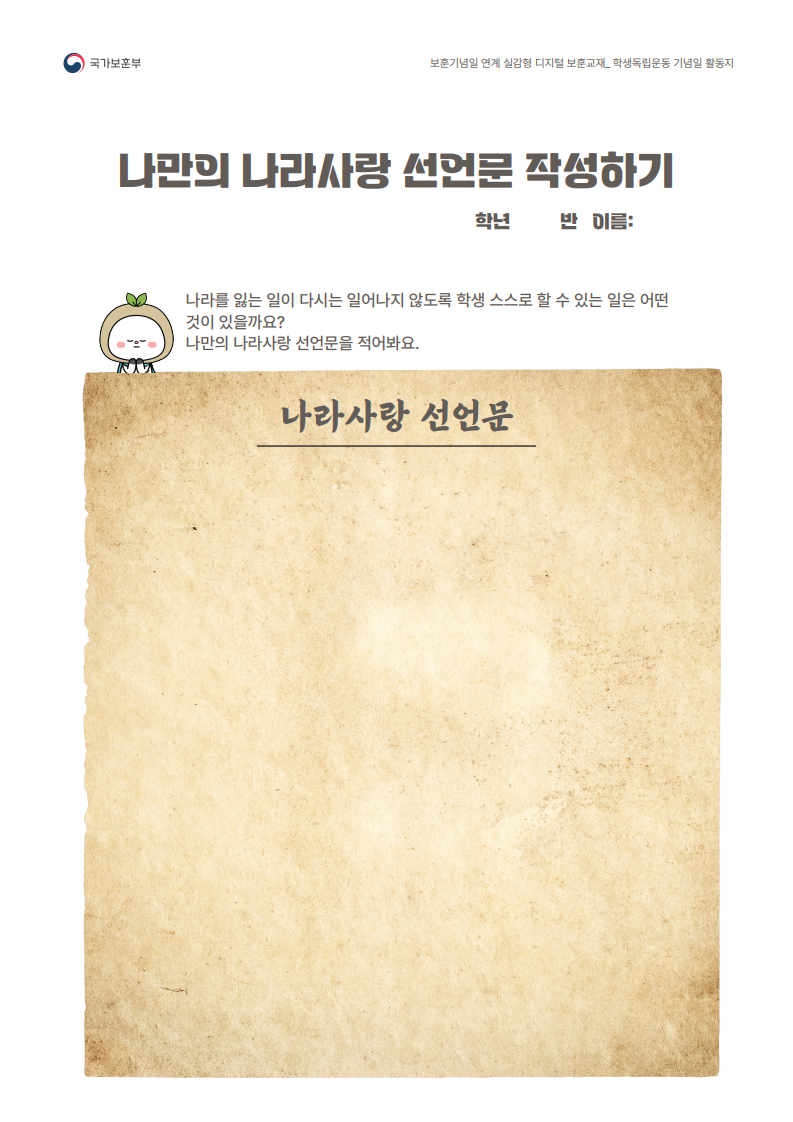 국가보훈부
보훈기념일 연계 실감형 디지털 보훈교재_ 학생독립운동 기념일 활동지
나만의 나라사랑 선언문 작성하기
학년 반 이름:
나라를 잃는 일이 다시는 일어나지 않도록 학생 스스로 할 수 있는 일은 어떤
것이 있을까요?
나만의 나라사랑 선언문을 적어봐요.
나라사랑 선언문